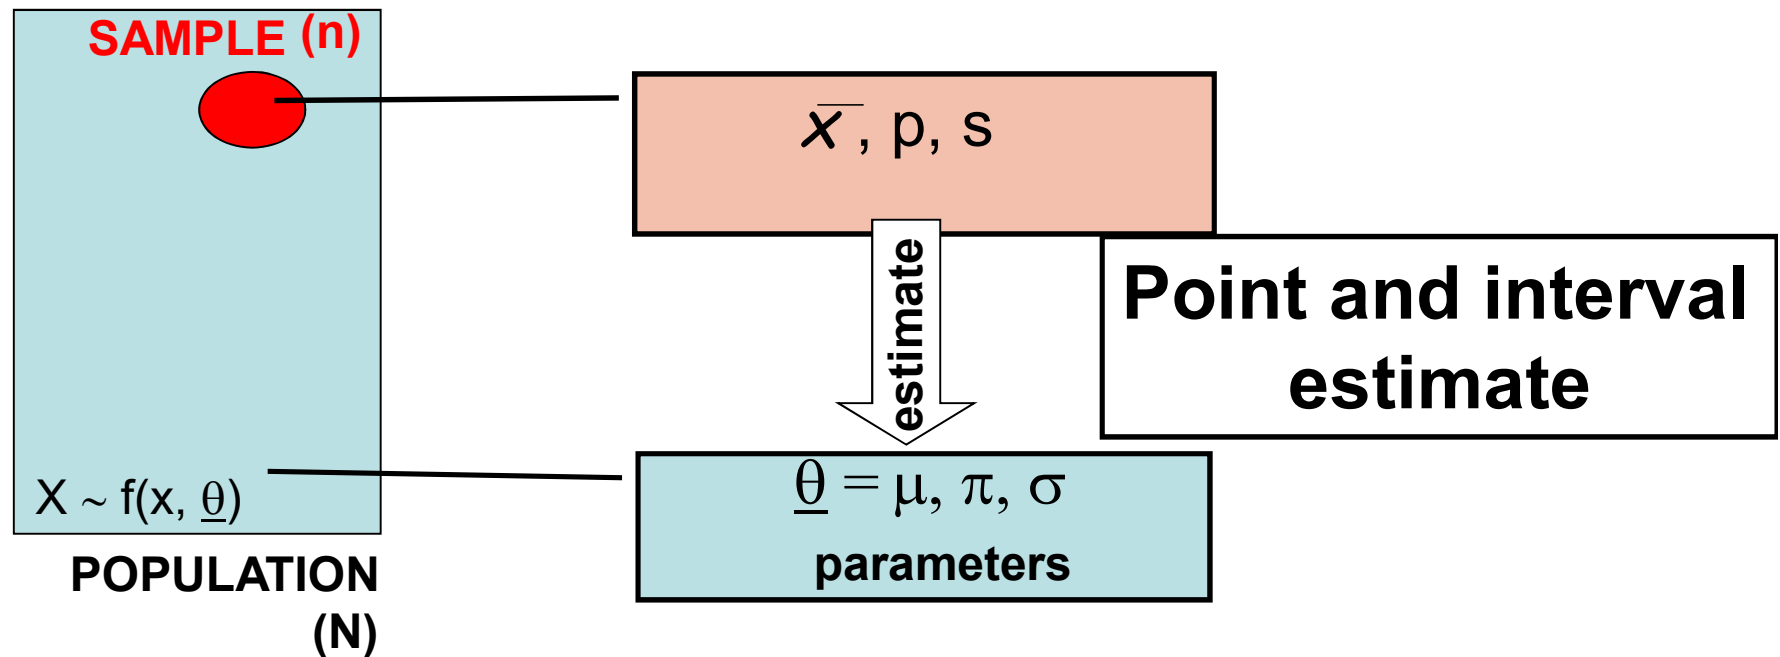 SAMPLE (n)
x̅, p, s
estimate
Point and interval
estimate
X ~ f(x, θ̲)
θ̲ = μ, π, σ
parameters
POPULATION
(N)